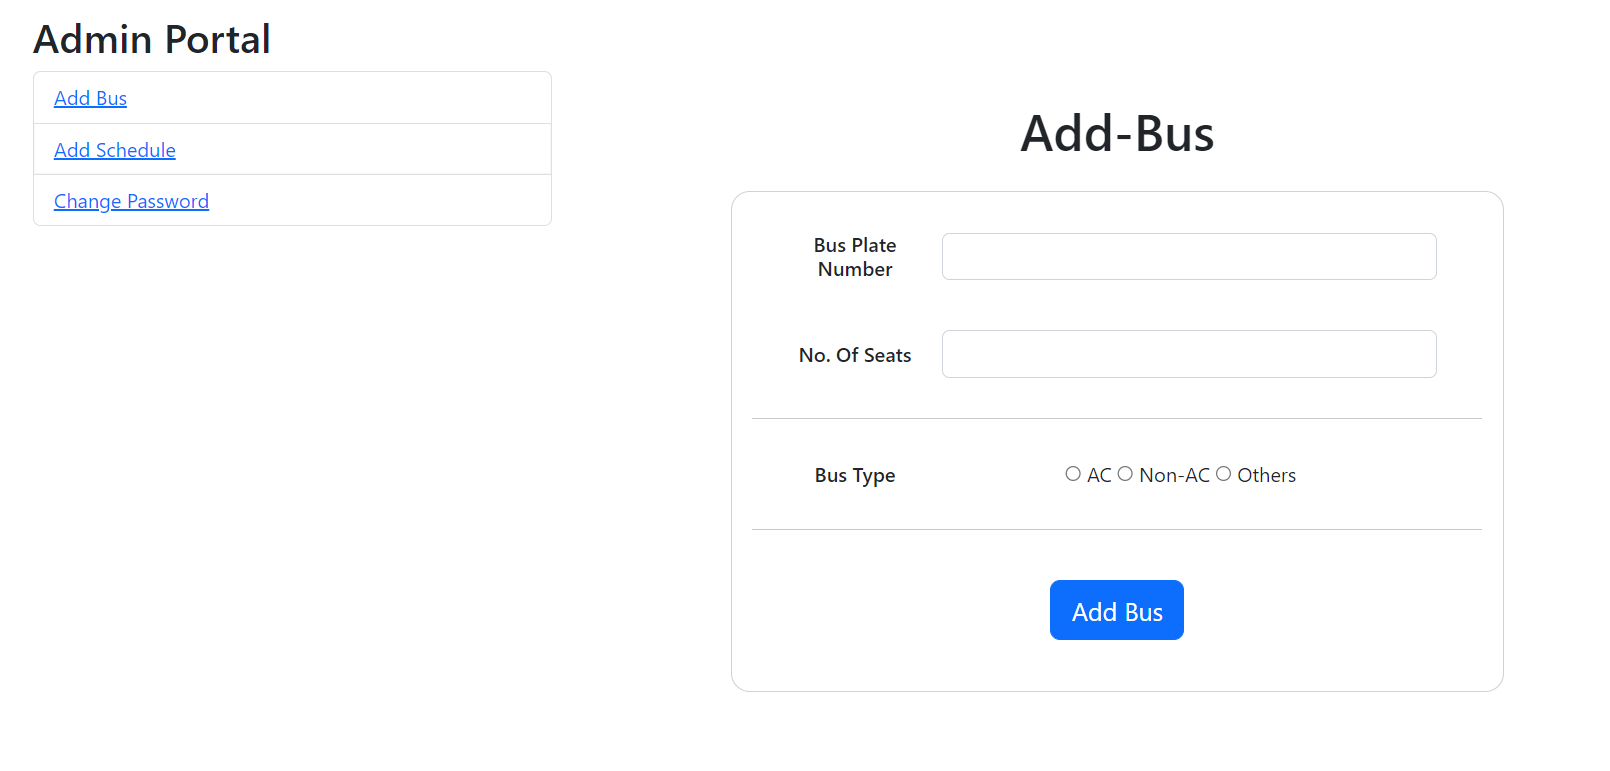 Admin Portal
Add Bus
Add Schedule
Change Password
Add-Bus
Bus Plate
Number
No. Of Seats
Bus Type
AC Non-AC Others
Add Bus